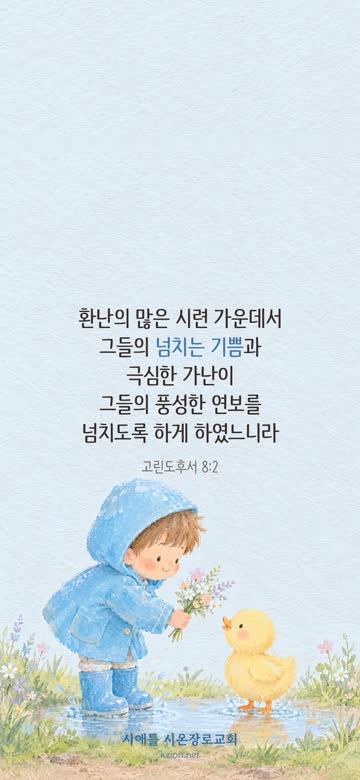 환난의 많은 시련 가운데서
그들의 넘치는 기쁨과
극심한 가난이
그들의 풍성한 연보를
넘치도록 하게 하였느니라
고린도후서 8:2
시애틀 시온장로교회
kzion.net